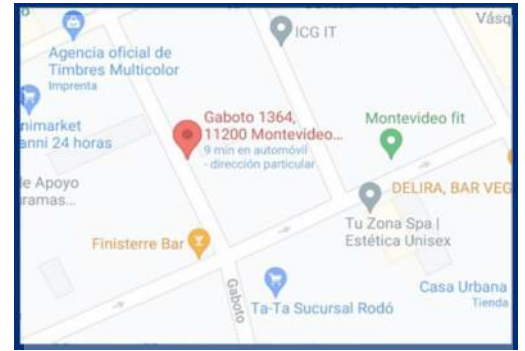 ICG IT
Vásq
Agencia oficial de
Timbres Multicolor
Imprenta
nimarket
anni 24 horas
Gaboto 1364,
11200 Montevideo...
9 min en automóvil
- dirección particular
Montevideo fit
e Apoyo
ramas...
DELIRA, BAR VEG
Tu Zona Spa |
Estética Unisex
Finisterre Bar
Gaboto
Ta-Ta Sucursal Rodó
Casa Urbana
Tienda